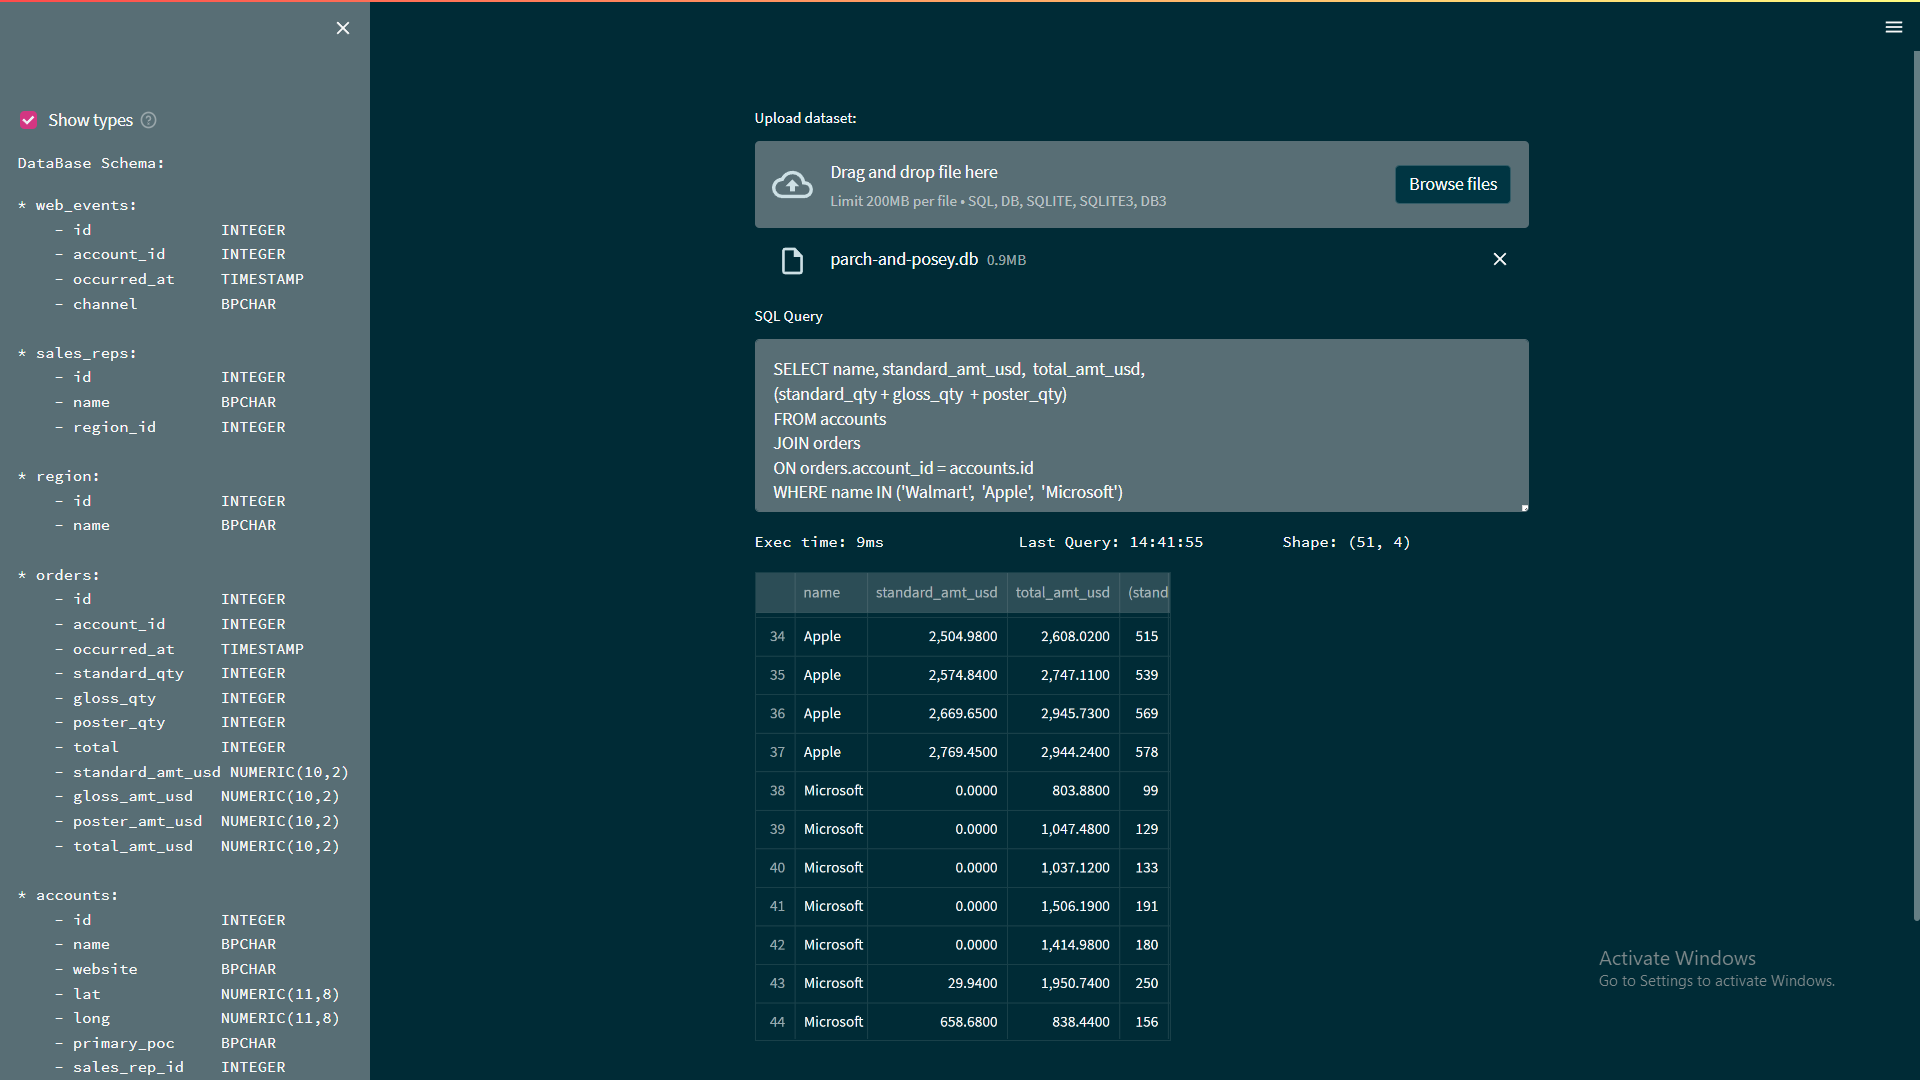 Show types
DataBase Schema:
* web_events:
- id INTEGER
- account_id INTEGER
- occurred_at TIMESTAMP
- channel BPCHAR
* sales_reps:
- id INTEGER
- name BPCHAR
- region_id INTEGER
* region:
- id INTEGER
- name BPCHAR
* orders:
- id INTEGER
- account_id INTEGER
- occurred_at TIMESTAMP
- standard_qty INTEGER
- gloss_qty INTEGER
- poster_qty INTEGER
- total INTEGER
- standard_amt_usd NUMERIC(10,2)
- gloss_amt_usd NUMERIC(10,2)
- poster_amt_usd NUMERIC(10,2)
- total_amt_usd NUMERIC(10,2)
* accounts:
- id INTEGER
- name BPCHAR
- website BPCHAR
- lat NUMERIC(11,8)
- long NUMERIC(11,8)
- primary_poc BPCHAR
- sales_rep_id INTEGER
Upload dataset:
Drag and drop file here
Limit 200MB per file • SQL, DB, SQLITE, SQLITE3, DB3
Browse files
parch-and-posey.db 0.9MB
SQL Query
SELECT name, standard_amt_usd, total_amt_usd,
(standard_qty + gloss_qty + poster_qty)
FROM accounts
JOIN orders
ON orders.account_id = accounts.id
WHERE name IN ('Walmart', 'Apple', 'Microsoft')
Exec time: 9ms Last Query: 14:41:55 Shape: (51, 4)
name standard_amt_usd total_amt_usd (stand
34 Apple 2,504.9800 2,608.0200 515
35 Apple 2,574.8400 2,747.1100 539
36 Apple 2,669.6500 2,945.7300 569
37 Apple 2,769.4500 2,944.2400 578
38 Microsoft 0.0000 803.8800 99
39 Microsoft 0.0000 1,047.4800 129
40 Microsoft 0.0000 1,037.1200 133
41 Microsoft 0.0000 1,506.1900 191
42 Microsoft 0.0000 1,414.9800 180
43 Microsoft 29.9400 1,950.7400 250
44 Microsoft 658.6800 838.4400 156
Activate Windows
Go to Settings to activate Windows.